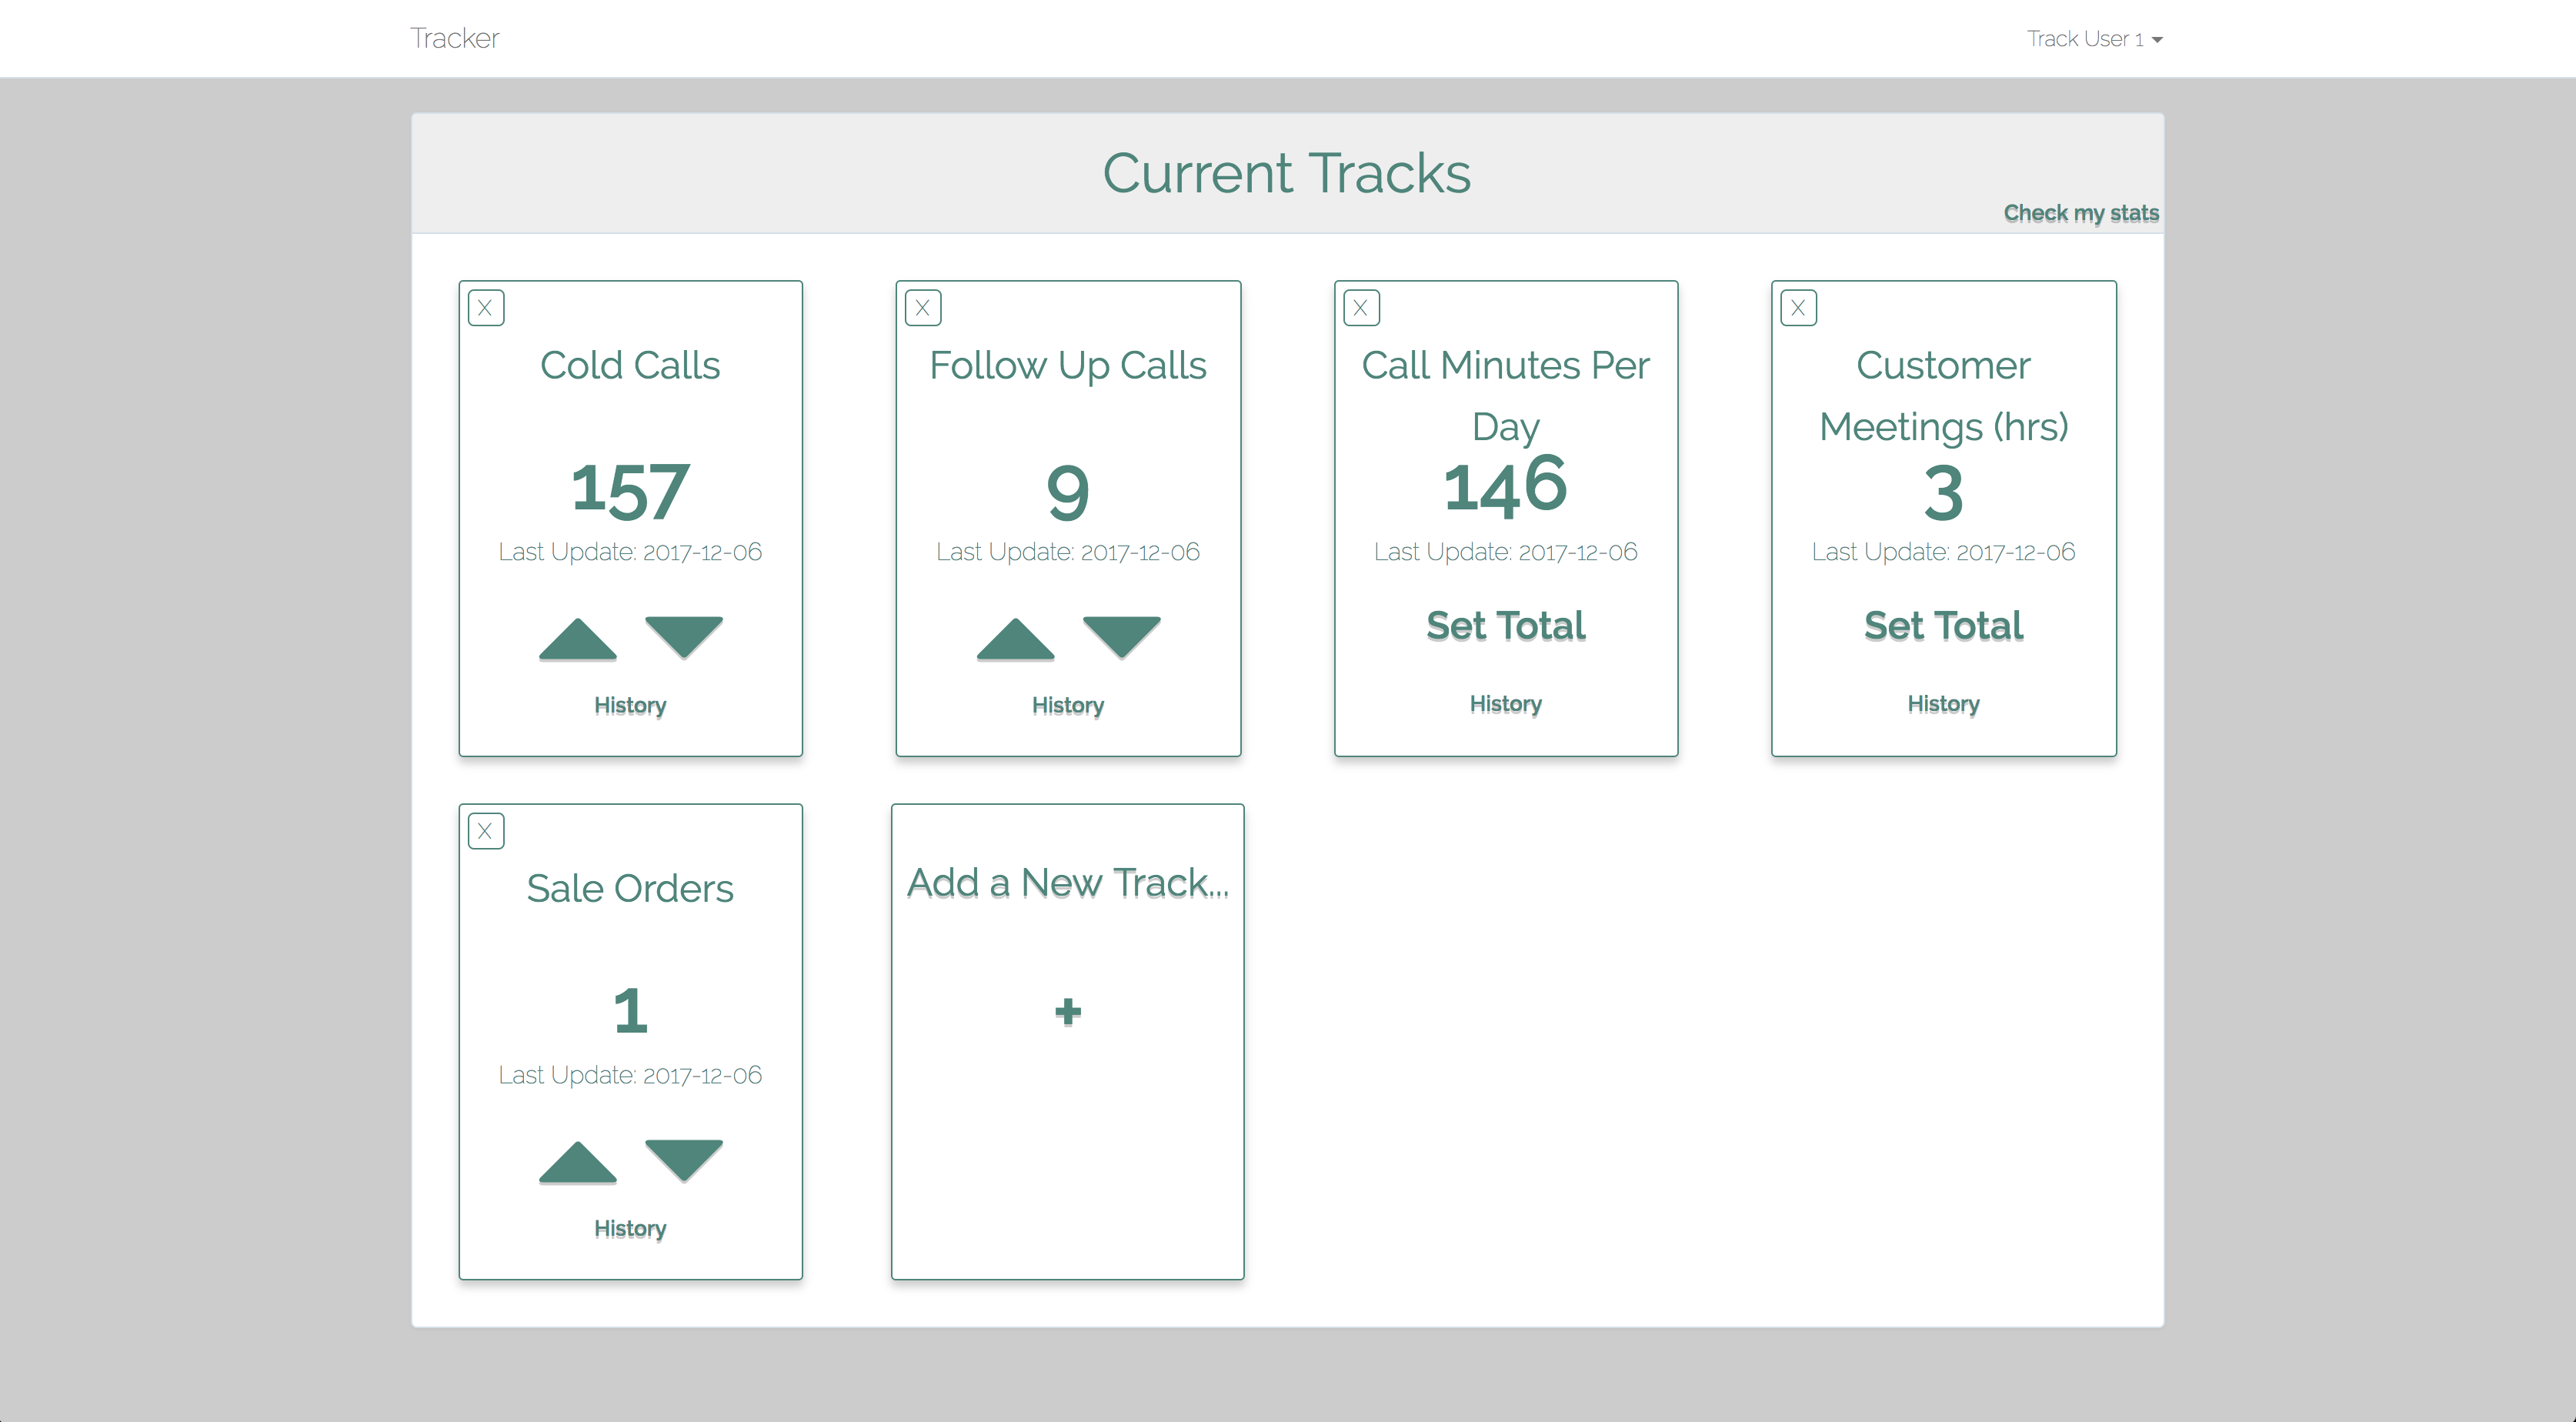 Tracker
Track User 1
Current Tracks
Check my stats
X
Cold Calls
157
Last Update: 2017-12-06
History
X
Follow Up Calls
9
Last Update: 2017-12-06
History
X
Call Minutes Per
Day
146
Last Update: 2017-12-06
Set Total
History
X
Customer
Meetings (hrs)
3
Last Update: 2017-12-06
Set Total
History
X
Sale Orders
1
Last Update: 2017-12-06
History
Add a New Track...
+